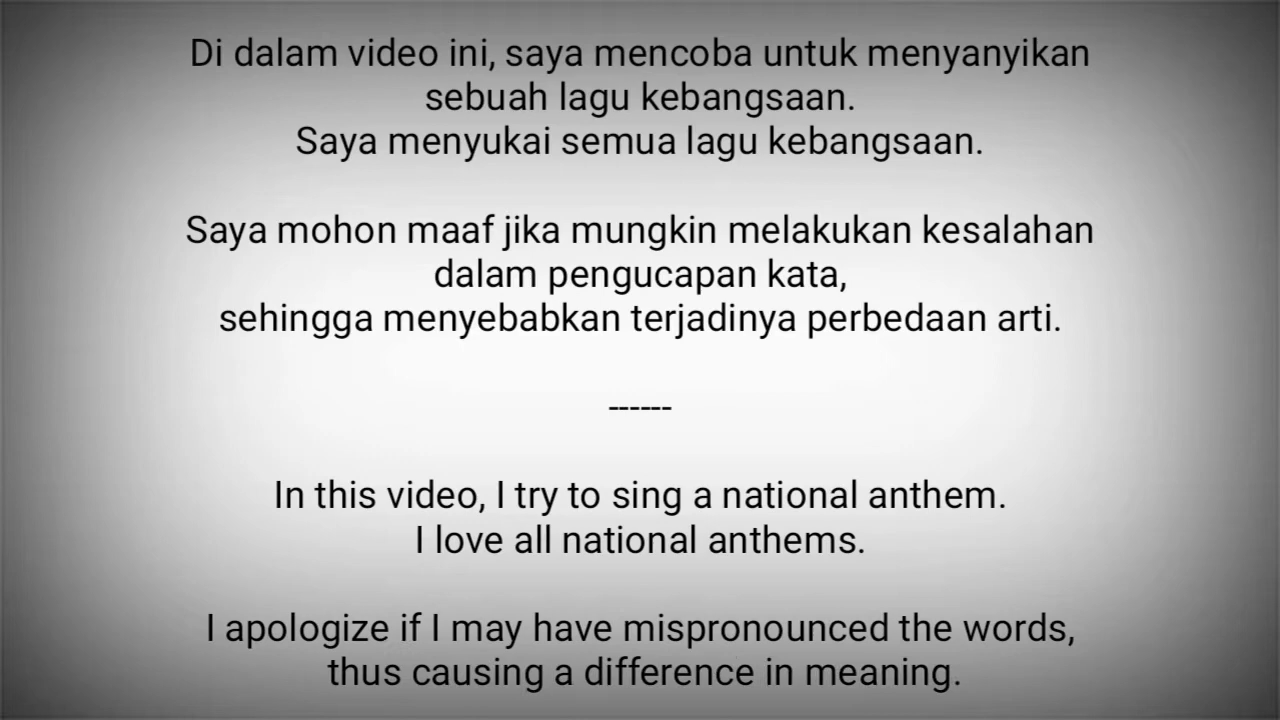 Di dalam video ini, saya mencoba untuk menyanyikan
sebuah lagu kebangsaan.
Saya menyukai semua lagu kebangsaan.
Saya mohon maaf jika mungkin melakukan kesalahan
dalam pengucapan kata,
sehingga menyebabkan terjadinya perbedaan arti.
------
In this video, I try to sing a national anthem.
I love all national anthems.
I apologize if I may have mispronounced the words,
thus causing a difference in meaning.